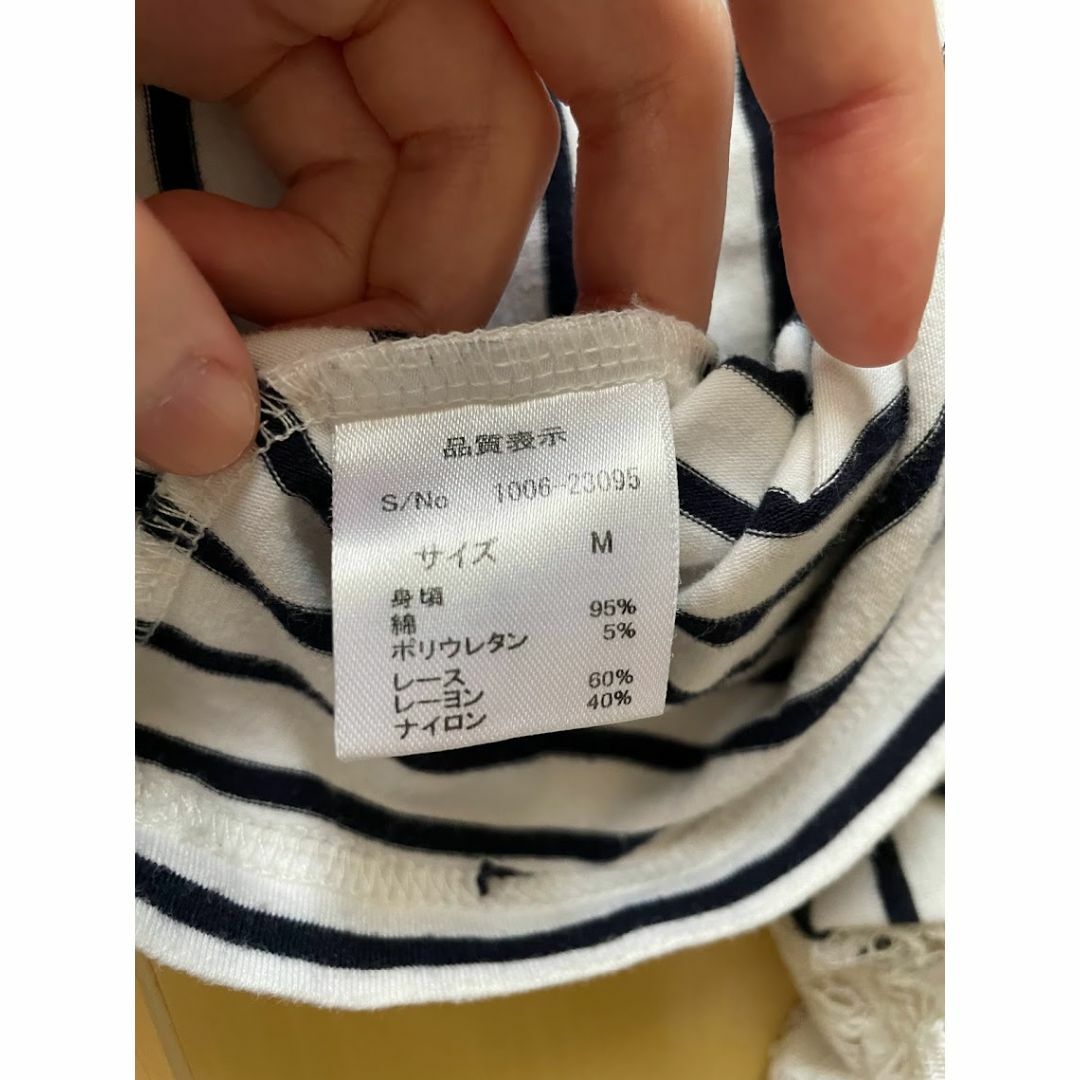 品質表示
S/No 1006-23095
サイズ M
身頃
綿 95%
ポリウレタン 5%
レース
レーヨン 60%
ナイロン 40%